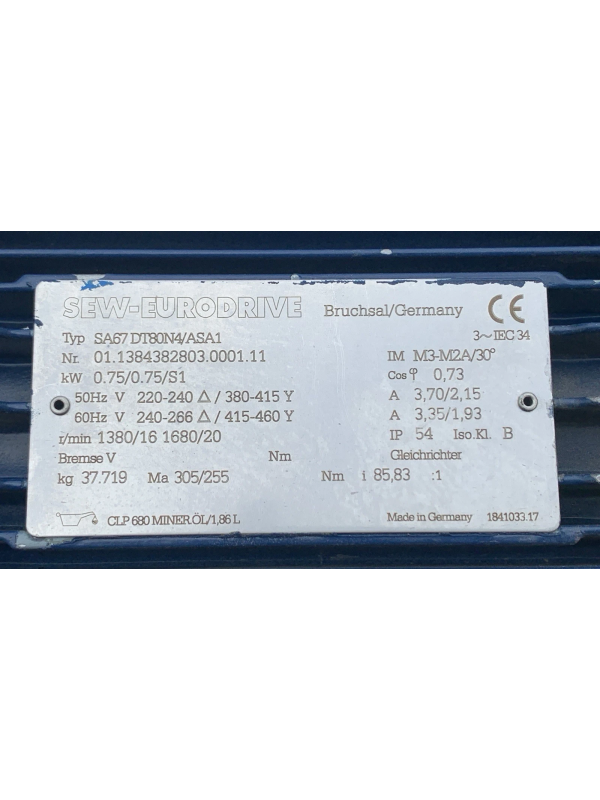 SEW-EURODRIVE Bruchsal/Germany CE
Typ SA67 DT80N4/ASA1 3~IEC 34
Nr. 01.1384382803.0001.11 IM M3-M2A/30°
kW 0.75/0.75/S1 Cos φ 0,73
50Hz V 220-240 △ / 380-415 Y A 3,70/2,15
60Hz V 240-266 △ / 415-460 Y A 3,35/1,93
r/min 1380/16 1680/20 IP 54 Iso.Kl. B
Bremse V Nm Gleichrichter
kg 37.719 Ma 305/255 Nm i 85,83 :1
CLP 680 MINER.ÖL/1,86 L Made in Germany 1841033.17